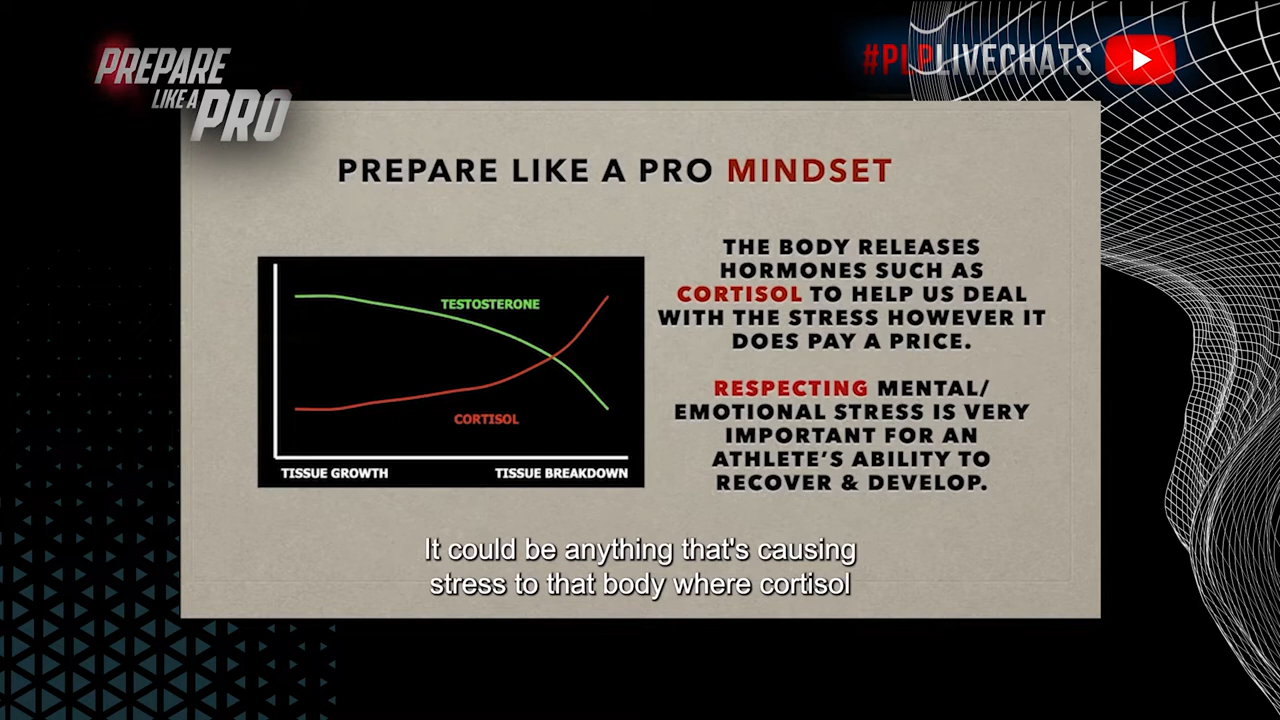 PREPARE
LIKE A
PRO
#PLPLIVECHATS
PREPARE LIKE A PRO MINDSET
TESTOSTERONE
CORTISOL
TISSUE GROWTH
TISSUE BREAKDOWN
THE BODY RELEASES
HORMONES SUCH AS
CORTISOL TO HELP US DEAL
WITH THE STRESS HOWEVER IT
DOES PAY A PRICE.
RESPECTING MENTAL/
EMOTIONAL STRESS IS VERY
IMPORTANT FOR AN
ATHLETE'S ABILITY TO
RECOVER & DEVELOP.
It could be anything that's causing
stress to that body where cortisol